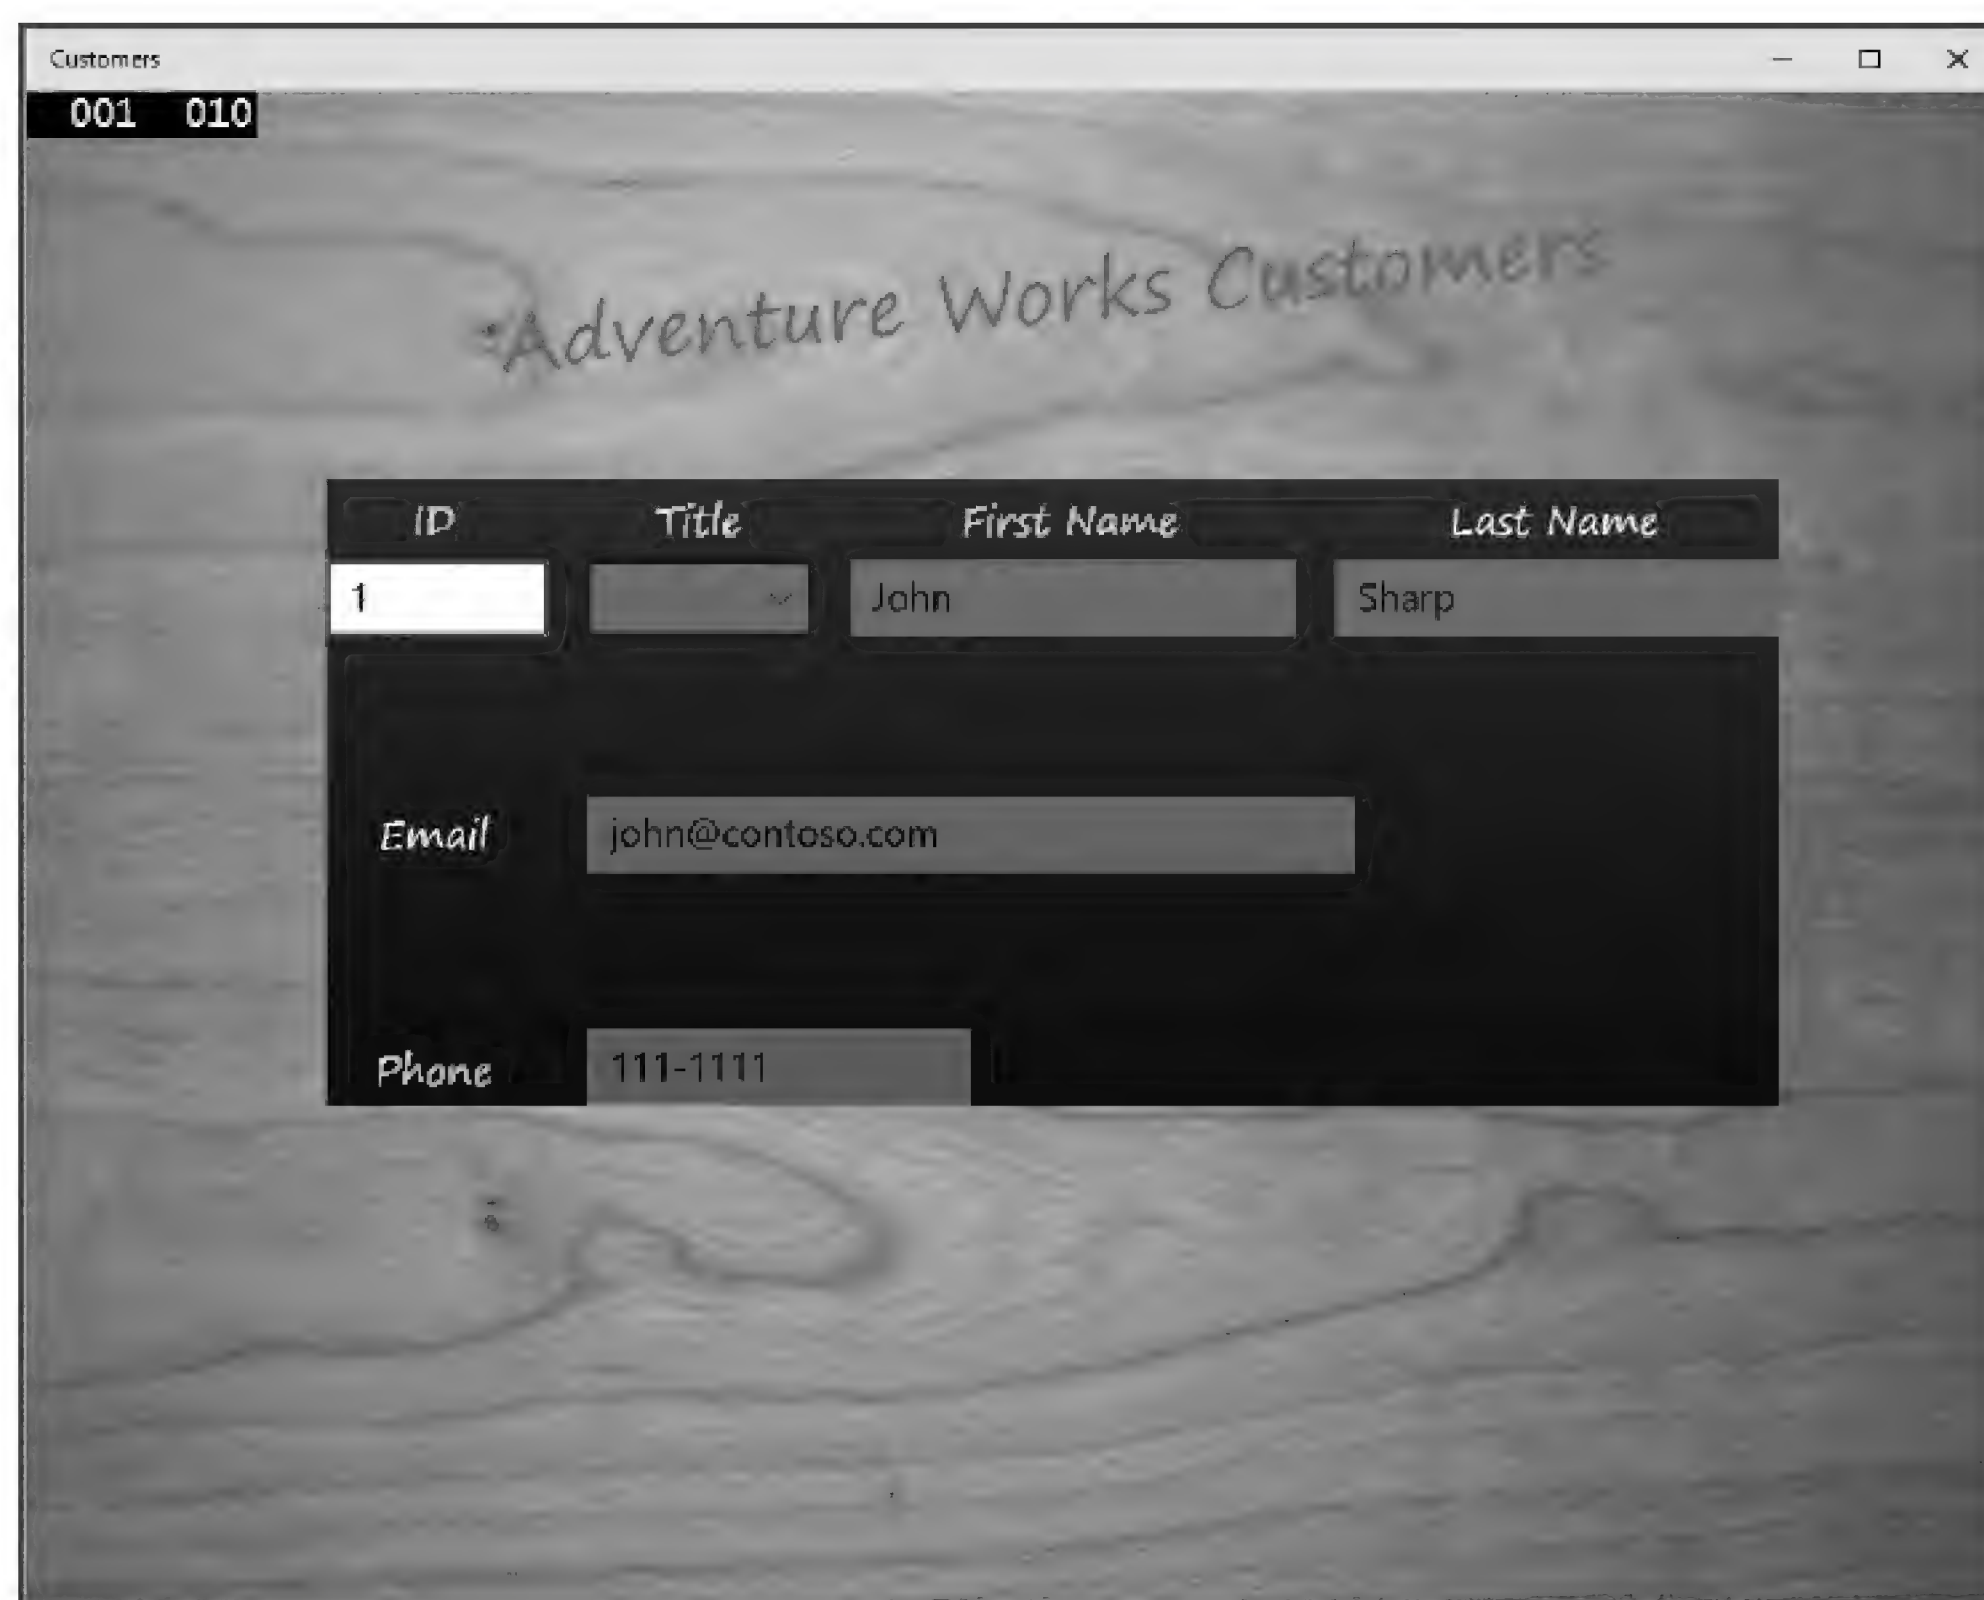 Customers
001 010
Adventure Works Customers
ID Title First Name Last Name
1 John Sharp
Email john@contoso.com
Phone 111-1111